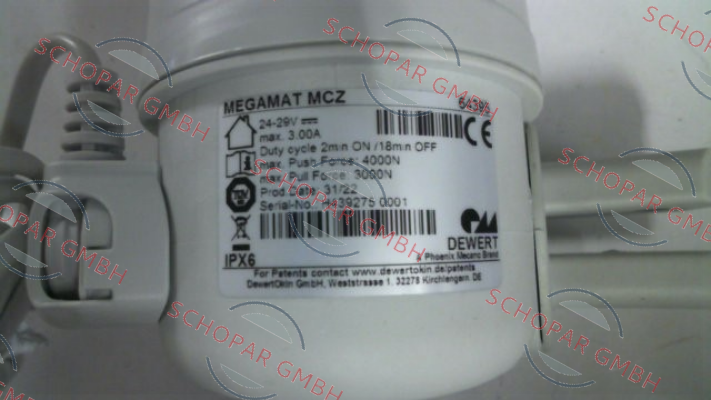 MEGAMAT MCZ
24-29V ⎓
max. 3.00A
Duty cycle 2min ON /18min OFF
max. Push Force: 4000N
max. Pull Force: 3000N
Prod.Date: 31/22
Serial-No. H439275 0001
CE
DEWERT
a Phoenix Mecano Brand
IPX6
For Patents contact www.dewertokin.de/patents
DewertOkin GmbH, Weststrasse 1, 32278 Kirchlengern, DE
SCHOPAR GMBH
SCHOPAR GMBH
SCHOPAR GMBH
SCHOPAR GMBH
SCHOPAR GMBH
SCHOPAR GMBH
SCHOPAR GMBH